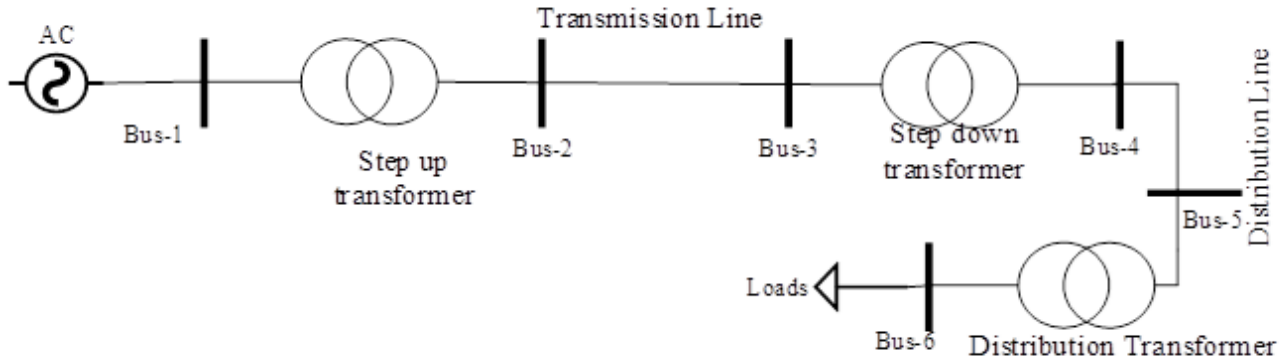 Transmission Line
AC
Bus-1
Step up
transformer
Bus-2
Bus-3
Step down
transformer
Bus-4
Distribution Line
Bus-5
Loads
Bus-6
Distribution Transformer